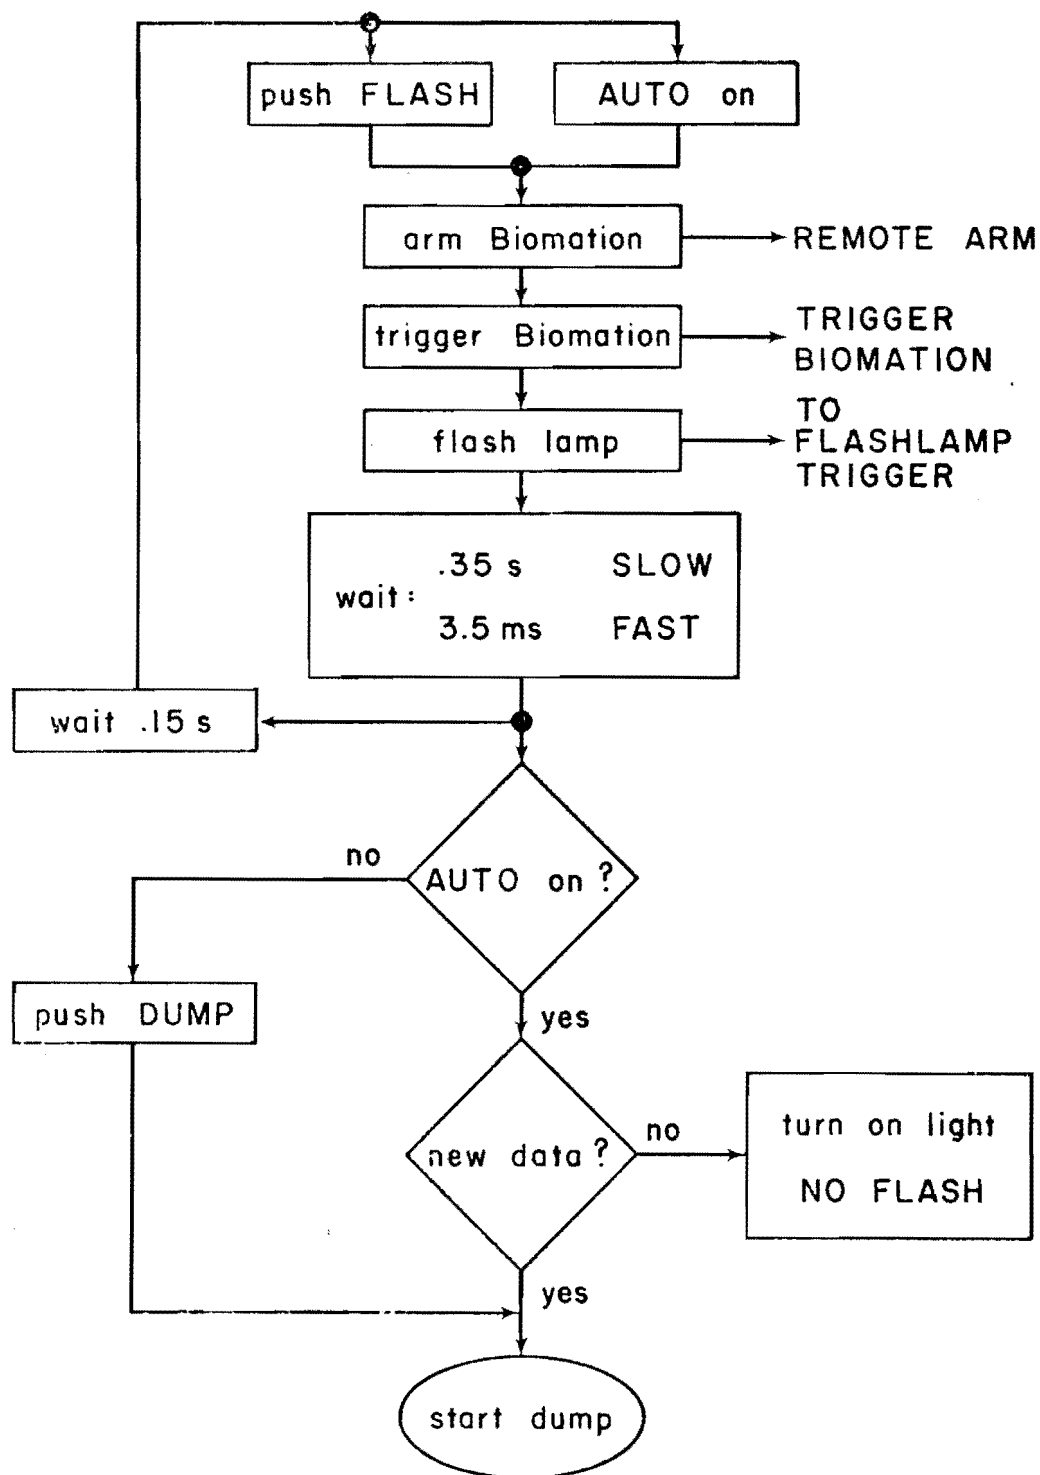 push FLASH
AUTO on
arm Biomation
REMOTE ARM
trigger Biomation
TRIGGER
BIOMATION
flash lamp
TO
FLASHLAMP
TRIGGER
wait:
.35 s SLOW
3.5 ms FAST
wait .15 s
AUTO on?
no
push DUMP
yes
new data?
no
turn on light
NO FLASH
yes
start dump